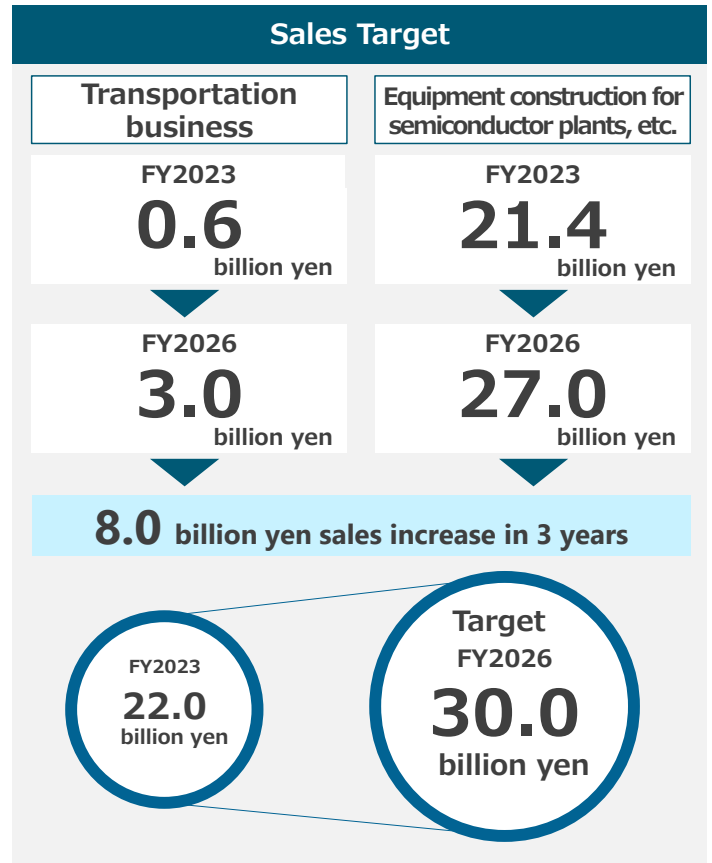 Sales Target
Transportation
business
Equipment construction for
semiconductor plants, etc.
FY2023
0.6
billion yen
FY2023
21.4
billion yen
FY2026
3.0
billion yen
FY2026
27.0
billion yen
8.0 billion yen sales increase in 3 years
FY2023
22.0
billion yen
Target
FY2026
30.0
billion yen